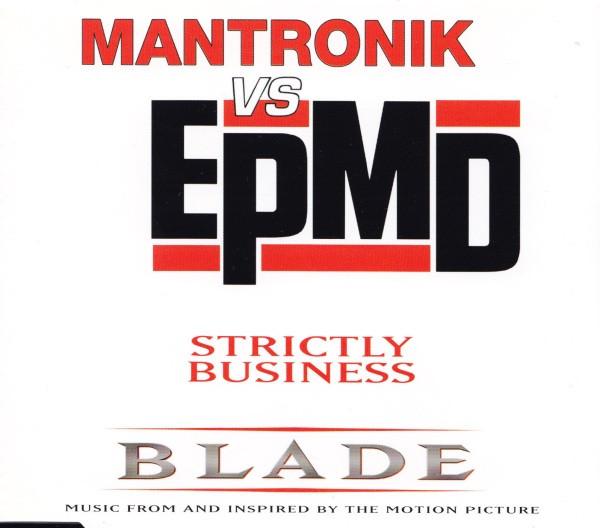 MANTRONIK
VS
EPMD
STRICTLY
BUSINESS
BLADE
MUSIC FROM AND INSPIRED BY THE MOTION PICTURE